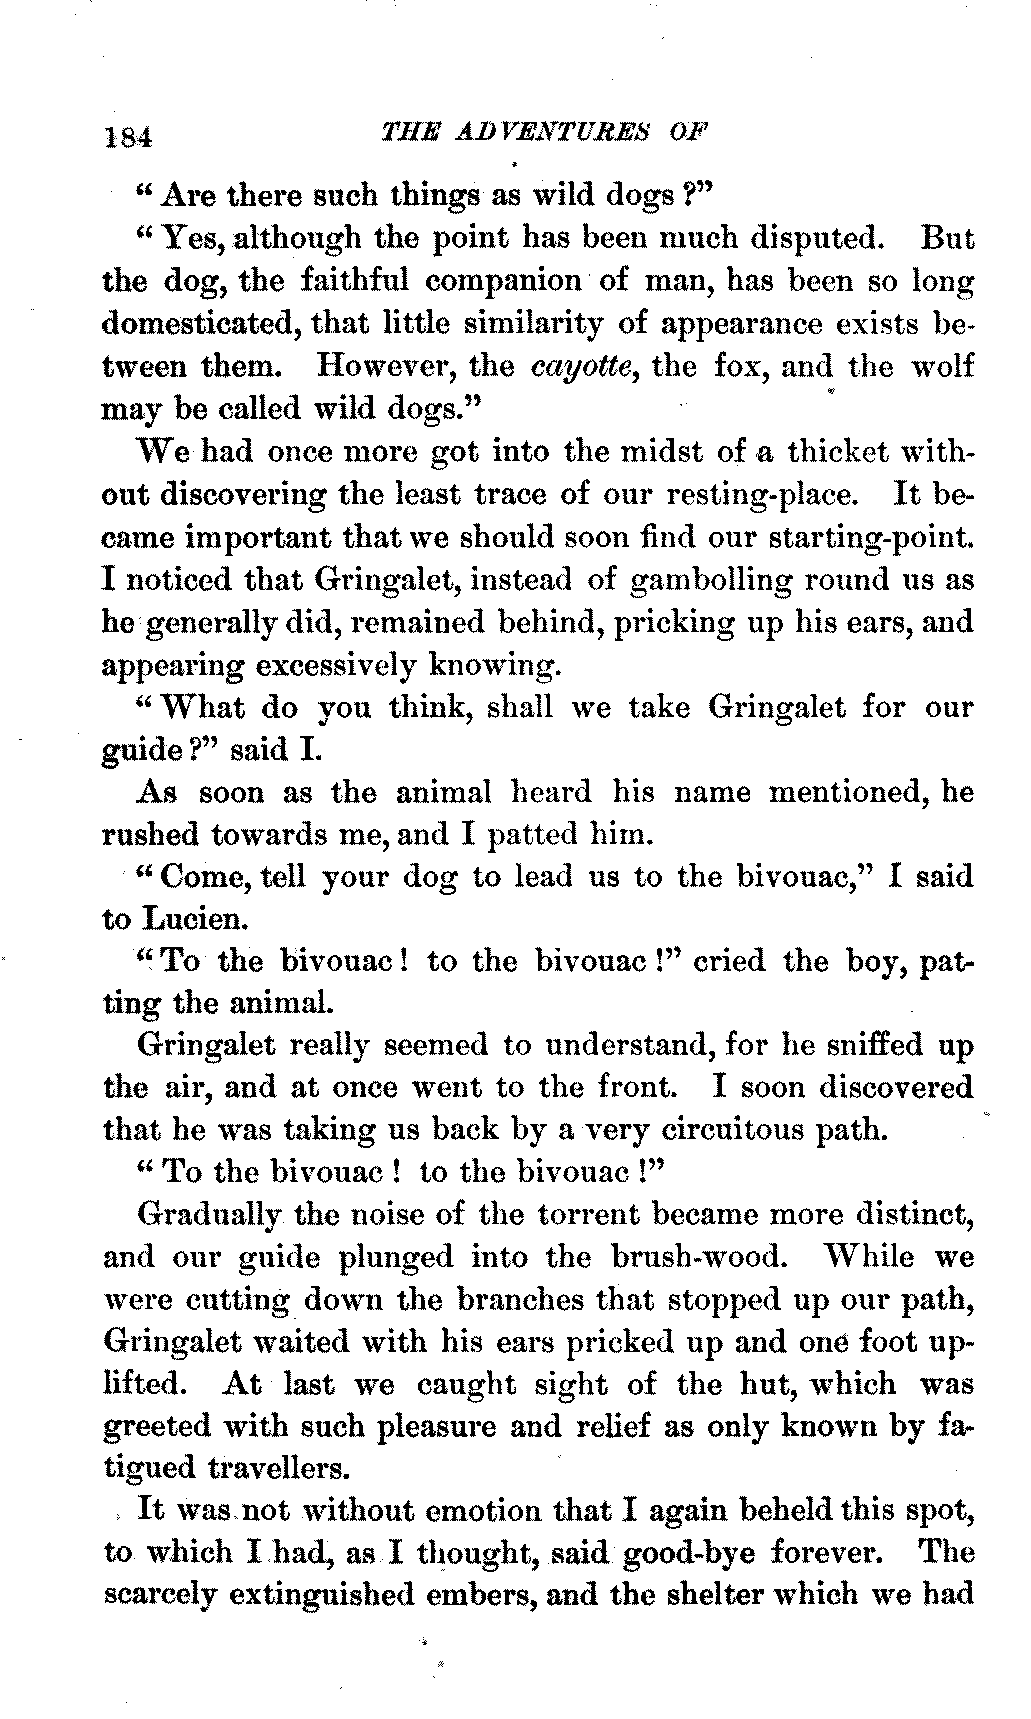 184 THE ADVENTURES OF
"Are there such things as wild dogs?"
"Yes, although the point has been much disputed. But
the dog, the faithful companion of man, has been so long
domesticated, that little similarity of appearance exists be-
tween them. However, the cayotte, the fox, and the wolf
may be called wild dogs."
We had once more got into the midst of a thicket with-
out discovering the least trace of our resting-place. It be-
came important that we should soon find our starting-point.
I noticed that Gringalet, instead of gambolling round us as
he generally did, remained behind, pricking up his ears, and
appearing excessively knowing.
"What do you think, shall we take Gringalet for our
guide?" said I.
As soon as the animal heard his name mentioned, he
rushed towards me, and I patted him.
"Come, tell your dog to lead us to the bivouac," I said
to Lucien.
"To the bivouac! to the bivouac!" cried the boy, pat-
ting the animal.
Gringalet really seemed to understand, for he sniffed up
the air, and at once went to the front. I soon discovered
that he was taking us back by a very circuitous path.
"To the bivouac! to the bivouac!"
Gradually the noise of the torrent became more distinct,
and our guide plunged into the brush-wood. While we
were cutting down the branches that stopped up our path,
Gringalet waited with his ears pricked up and one foot up-
lifted. At last we caught sight of the hut, which was
greeted with such pleasure and relief as only known by fa-
tigued travellers.
It was not without emotion that I again beheld this spot,
to which I had, as I thought, said good-bye forever. The
scarcely extinguished embers, and the shelter which we had